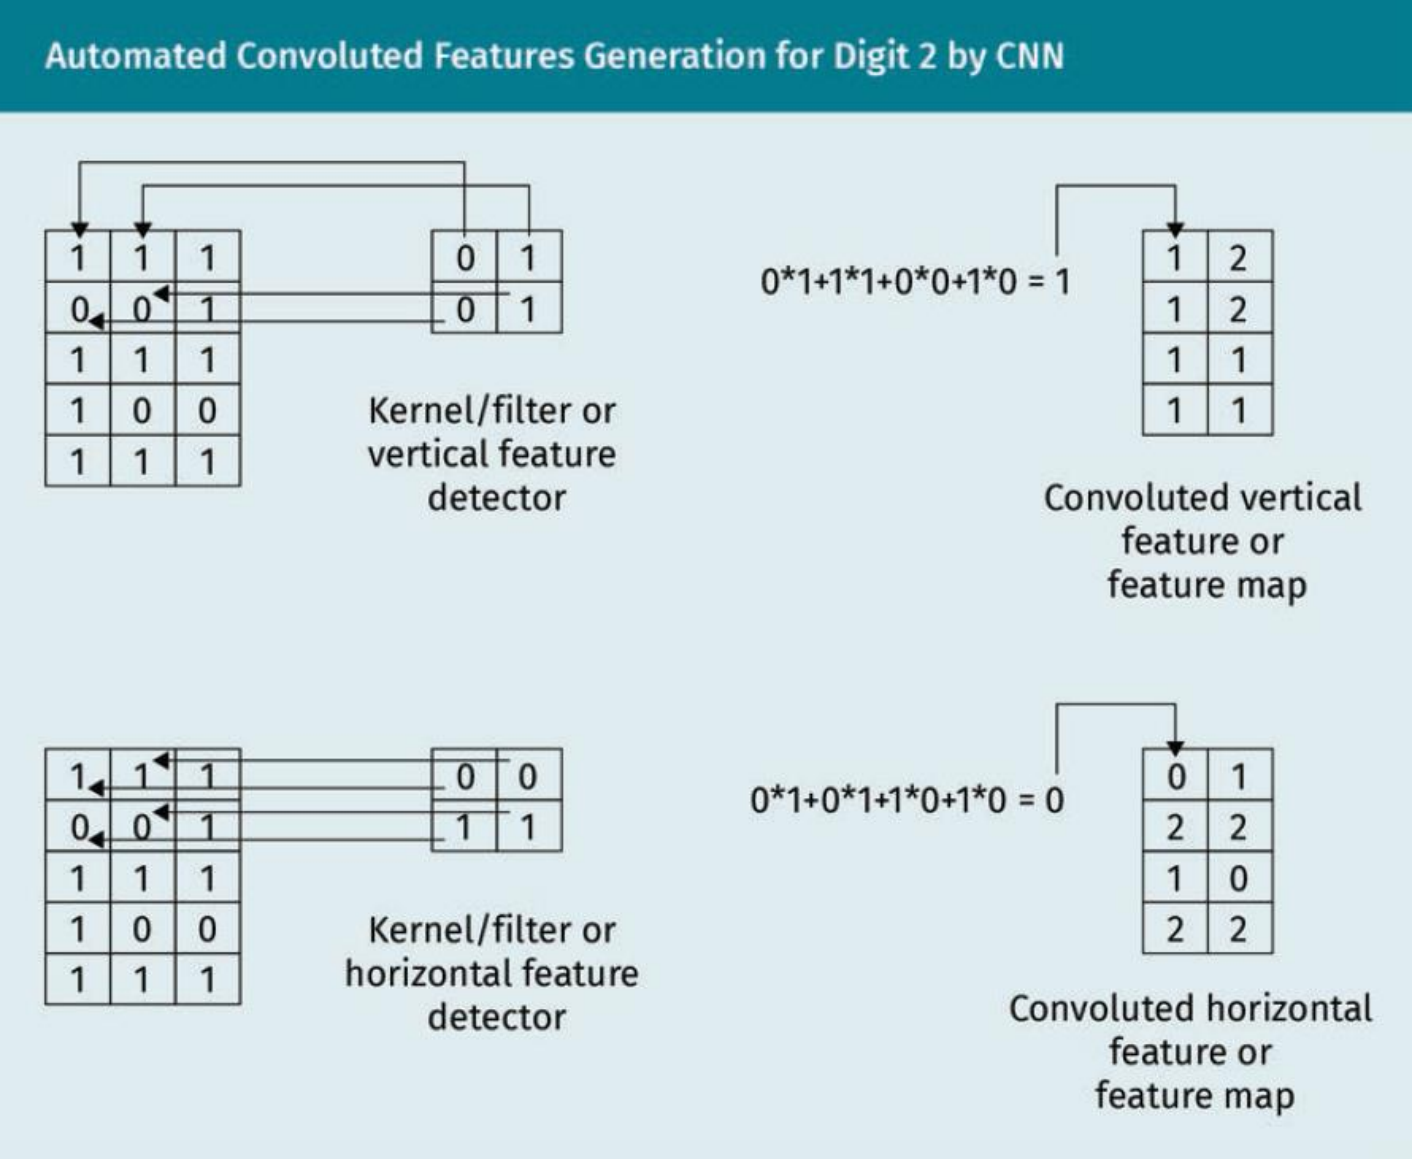 Automated Convoluted Features Generation for Digit 2 by CNN
1 1 1
0 0 1
1 1 1
1 0 0
1 1 1
0 1
0 1
Kernel/filter or
vertical feature
detector
0*1+1*1+0*0+1*0 = 1
1 2
1 2
1 1
1 1
Convoluted vertical
feature or
feature map
1 1 1
0 0 1
1 1 1
1 0 0
1 1 1
0 0
1 1
Kernel/filter or
horizontal feature
detector
0*1+0*1+1*0+1*0 = 0
0 1
2 2
1 0
2 2
Convoluted horizontal
feature or
feature map